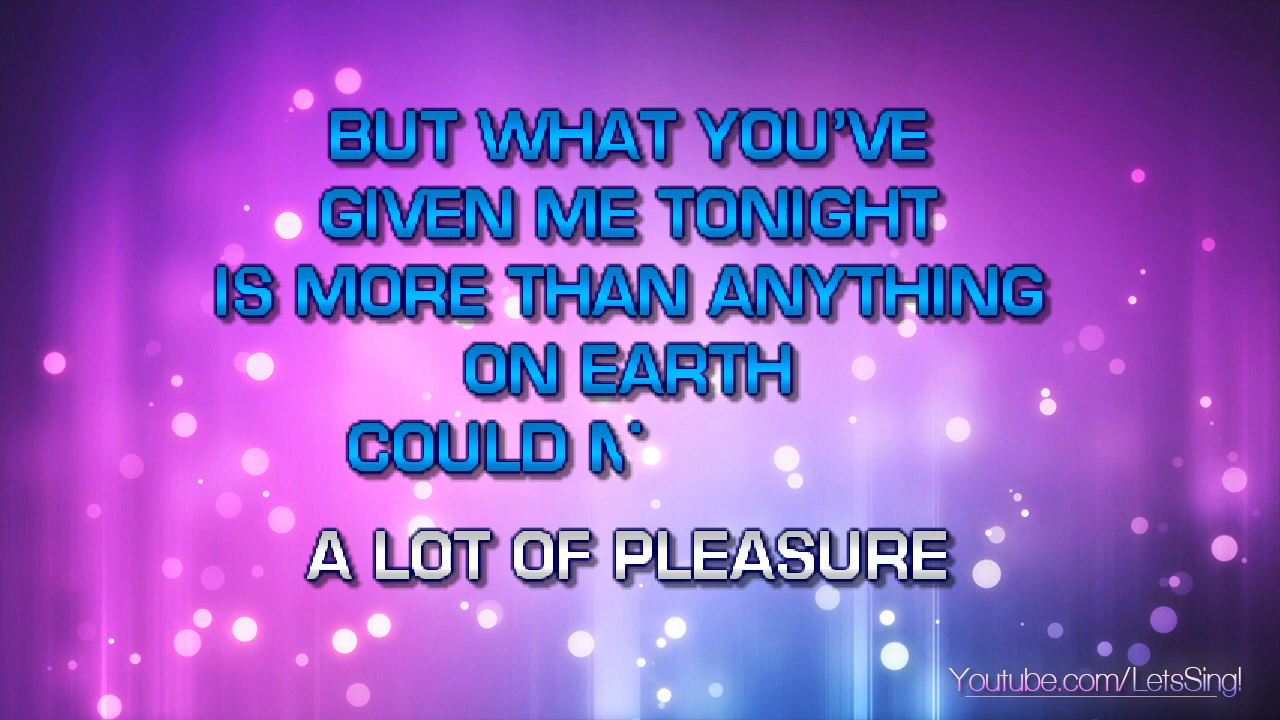 BUT WHAT YOU'VE
GIVEN ME TONIGHT
IS MORE THAN ANYTHING
ON EARTH
COULD
A LOT OF PLEASURE
Youtube.com/LetsSing!